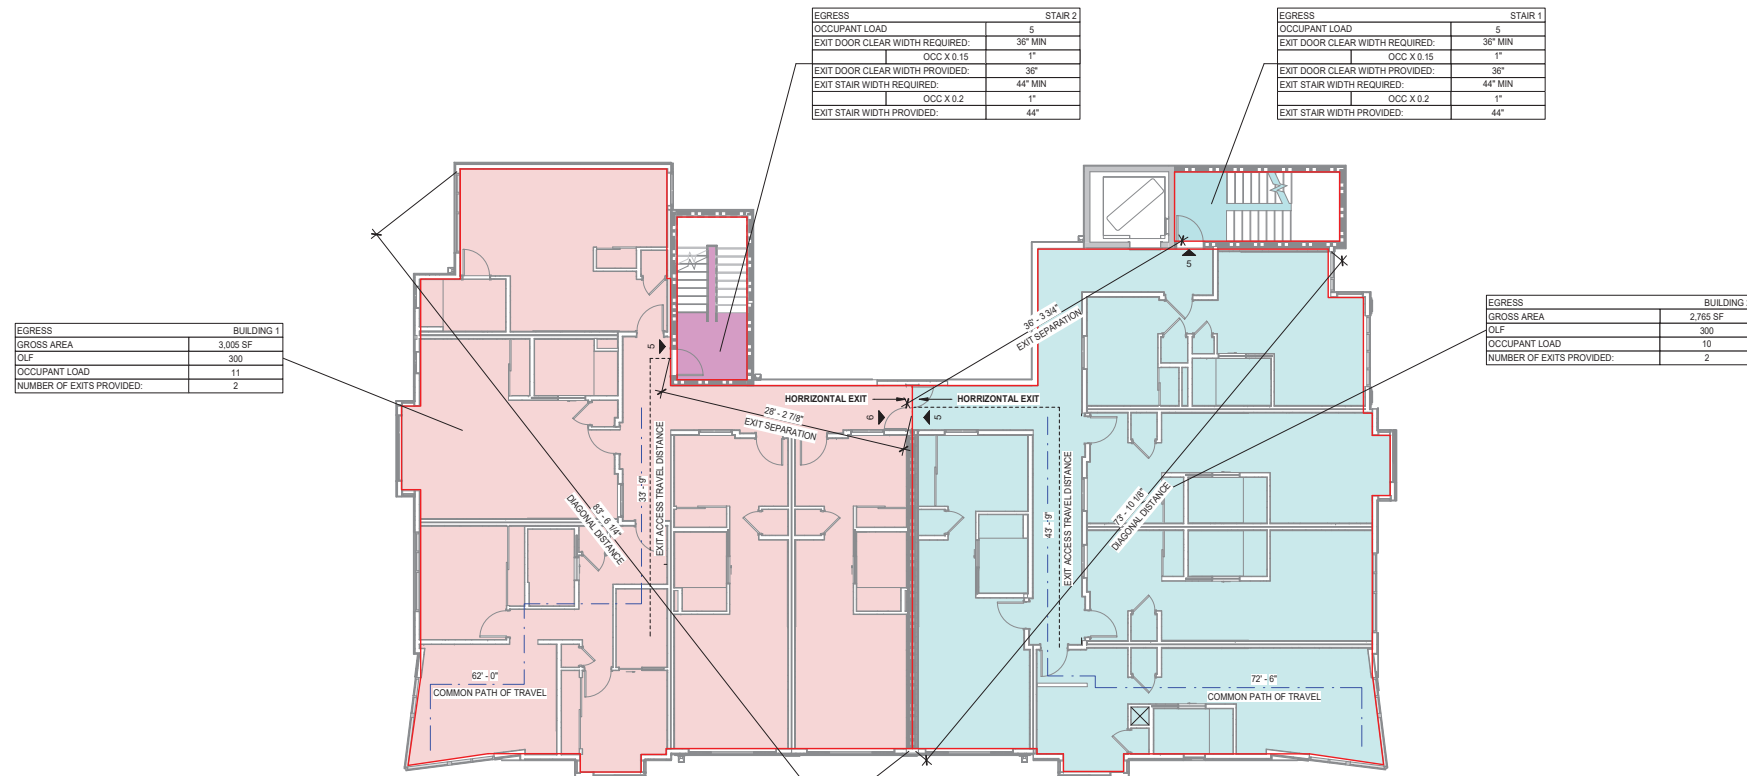 EGRESS STAIR 2
OCCUPANT LOAD 5
EXIT DOOR CLEAR WIDTH REQUIRED: 36" MIN
OCC X 0.15 1"
EXIT DOOR CLEAR WIDTH PROVIDED: 36"
EXIT STAIR WIDTH REQUIRED: 44" MIN
OCC X 0.2 1"
EXIT STAIR WIDTH PROVIDED: 44"
EGRESS STAIR 1
OCCUPANT LOAD 5
EXIT DOOR CLEAR WIDTH REQUIRED: 36" MIN
OCC X 0.15 1"
EXIT DOOR CLEAR WIDTH PROVIDED: 36"
EXIT STAIR WIDTH REQUIRED: 44" MIN
OCC X 0.2 1"
EXIT STAIR WIDTH PROVIDED: 44"
5
EGRESS BUILDING 1
GROSS AREA 3,005 SF
OLF 300
OCCUPANT LOAD 11
NUMBER OF EXITS PROVIDED: 2
EGRESS BUILDING
GROSS AREA 2,765 SF
OLF 300
OCCUPANT LOAD 10
NUMBER OF EXITS PROVIDED: 2
36' - 3 3/4"
EXIT SEPARATION
5
HORRIZONTAL EXIT
HORRIZONTAL EXIT
28' - 2 7/8"
EXIT SEPARATION
6
5
33' - 9"
EXIT ACCESS TRAVEL DISTANCE
83' - 6 1/4"
DIAGONAL DISTANCE
43' - 9"
EXIT ACCESS TRAVEL DISTANCE
73' - 10 1/8"
DIAGONAL DISTANCE
62' - 0"
COMMON PATH OF TRAVEL
72' - 6"
COMMON PATH OF TRAVEL